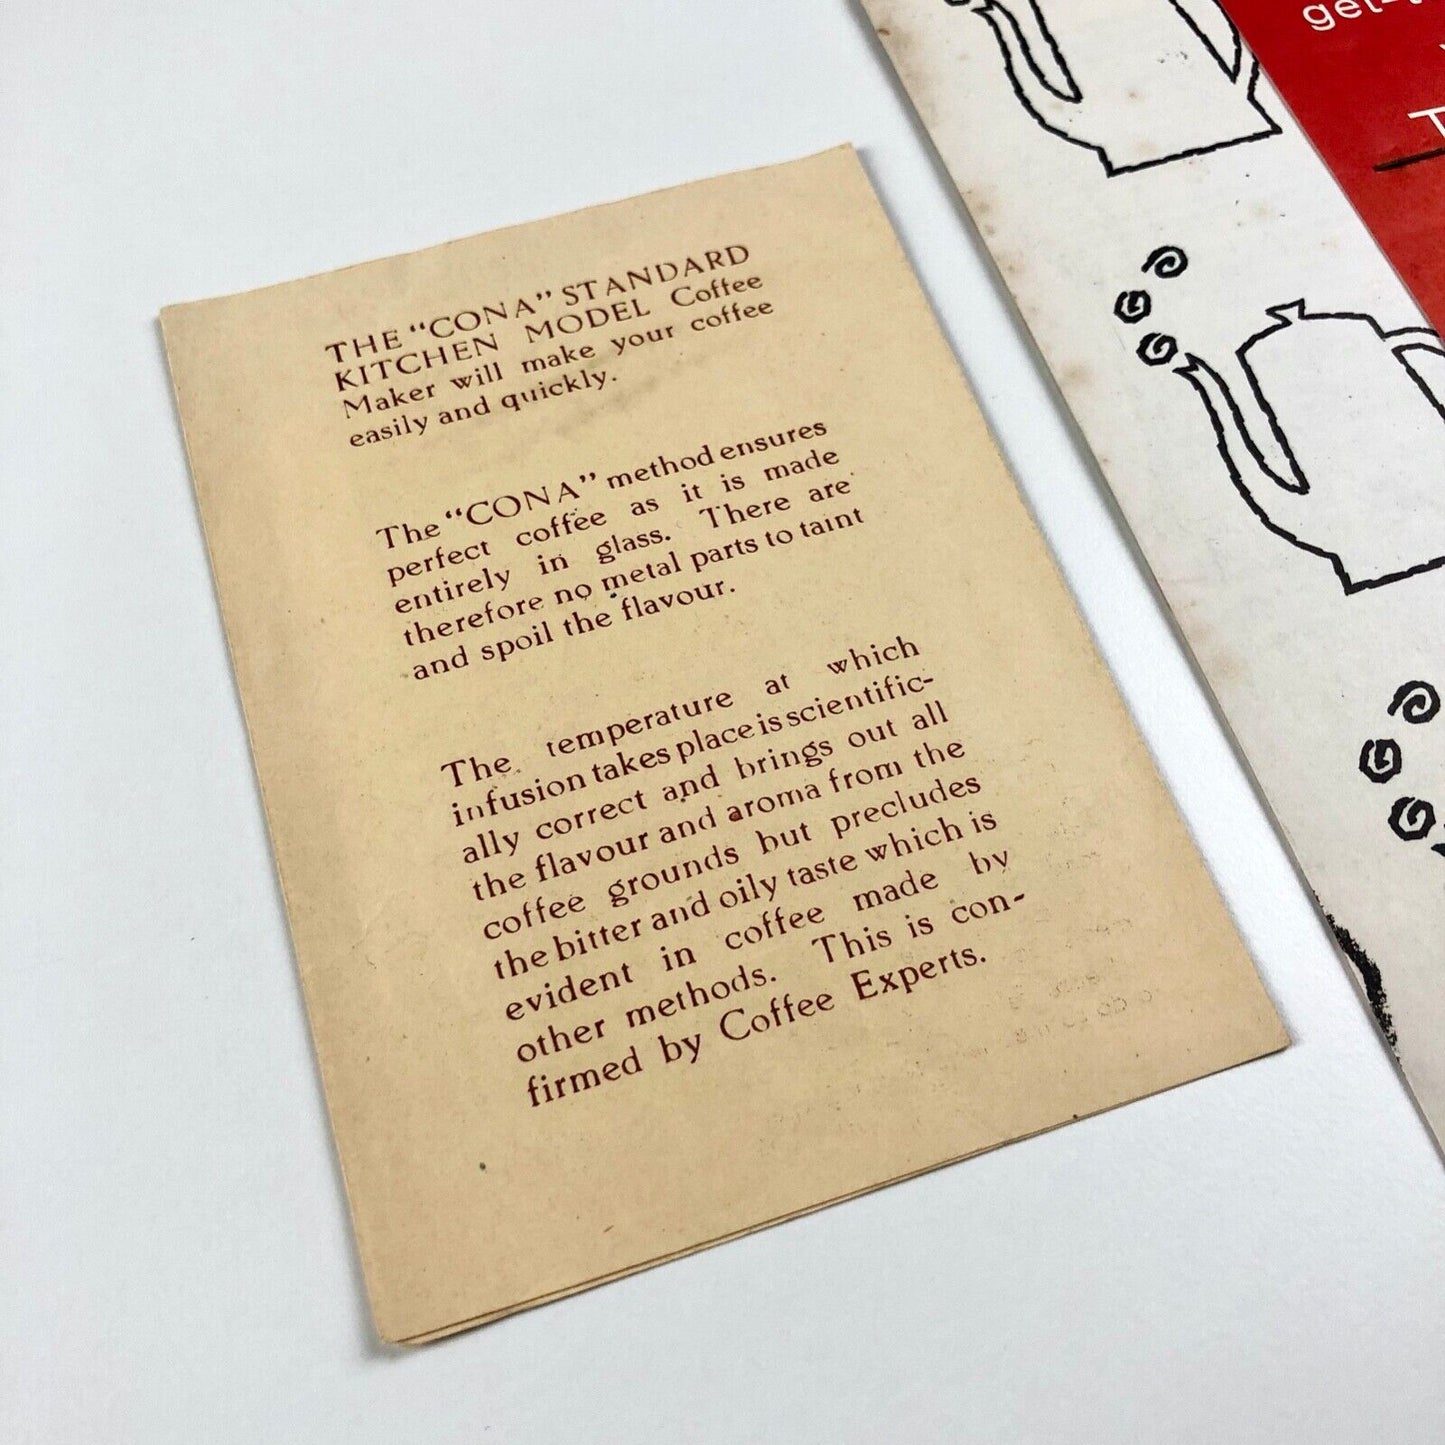 THE "CONA" STANDARD
KITCHEN MODEL Coffee
Maker will make your coffee
easily and quickly.
The "CONA" method ensures
perfect coffee as it is made
entirely in glass. There are
therefore no metal parts to taint
and spoil the flavour.
The temperature at which
infusion takes place is scientific-
ally correct and brings out all
the flavour and aroma from the
coffee grounds but precludes
the bitter and oily taste which is
evident in coffee made by
other methods. This is con-
firmed by Coffee Experts.